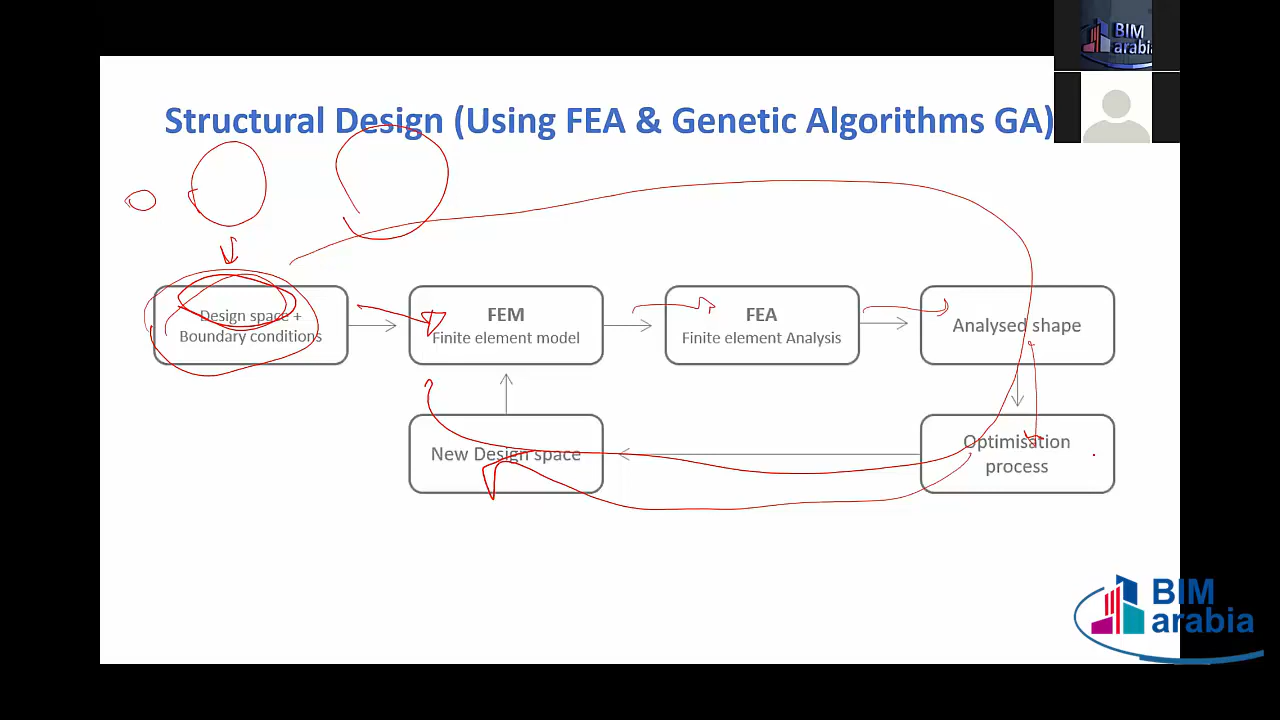 BIM
arabia
Structural Design (Using FEA & Genetic Algorithms GA)
Design space +
Boundary conditions
FEM
Finite element model
FEA
Finite element Analysis
Analysed shape
New Design space
Optimisation
process
BIM
arabia